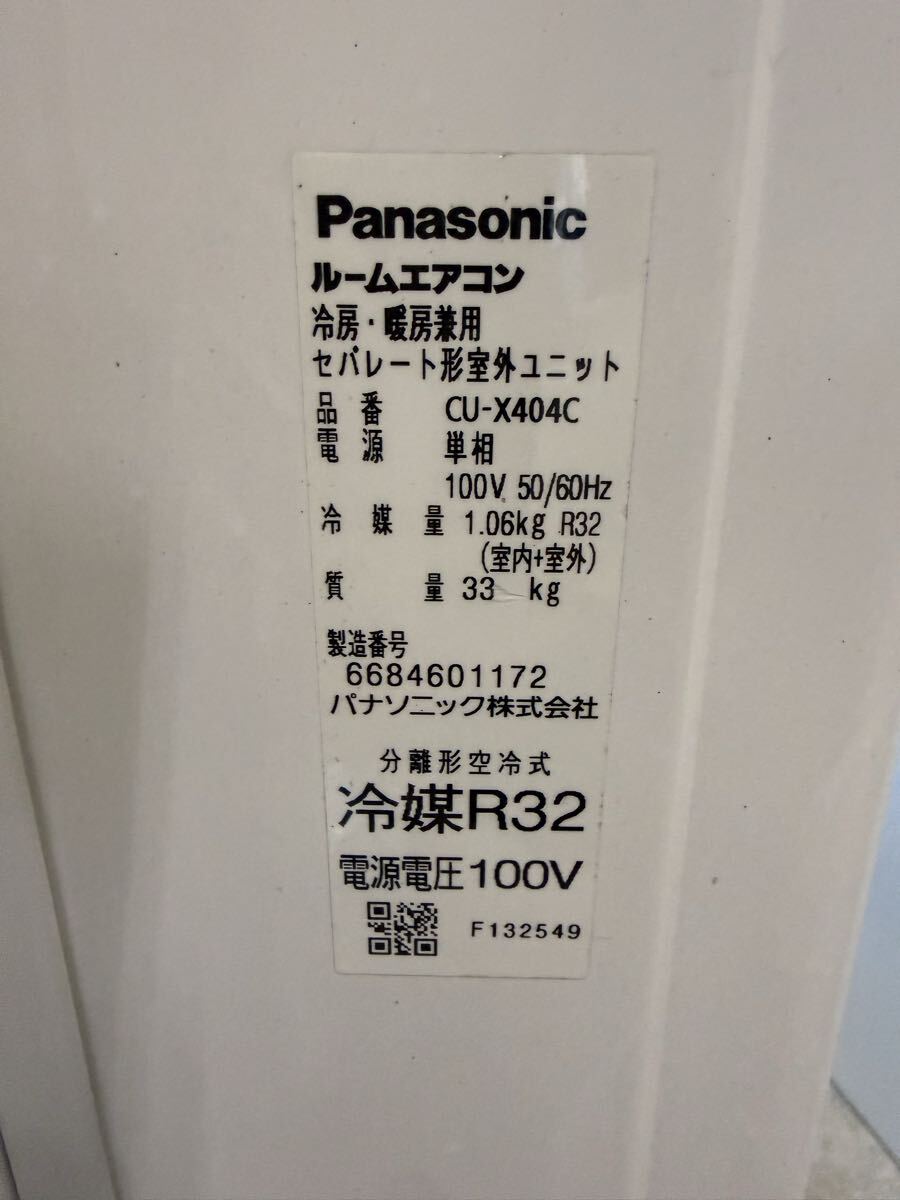 Panasonic
ルームエアコン
冷房・暖房兼用
セパレート形室外ユニット
品番 CU-X404C
電源 単相
100V 50/60Hz
冷媒量 1.06kg R32
(室内+室外)
質量 33 kg
製造番号
6684601172
パナソニック株式会社
分離形空冷式
冷媒R32
電源電圧100V
F132549